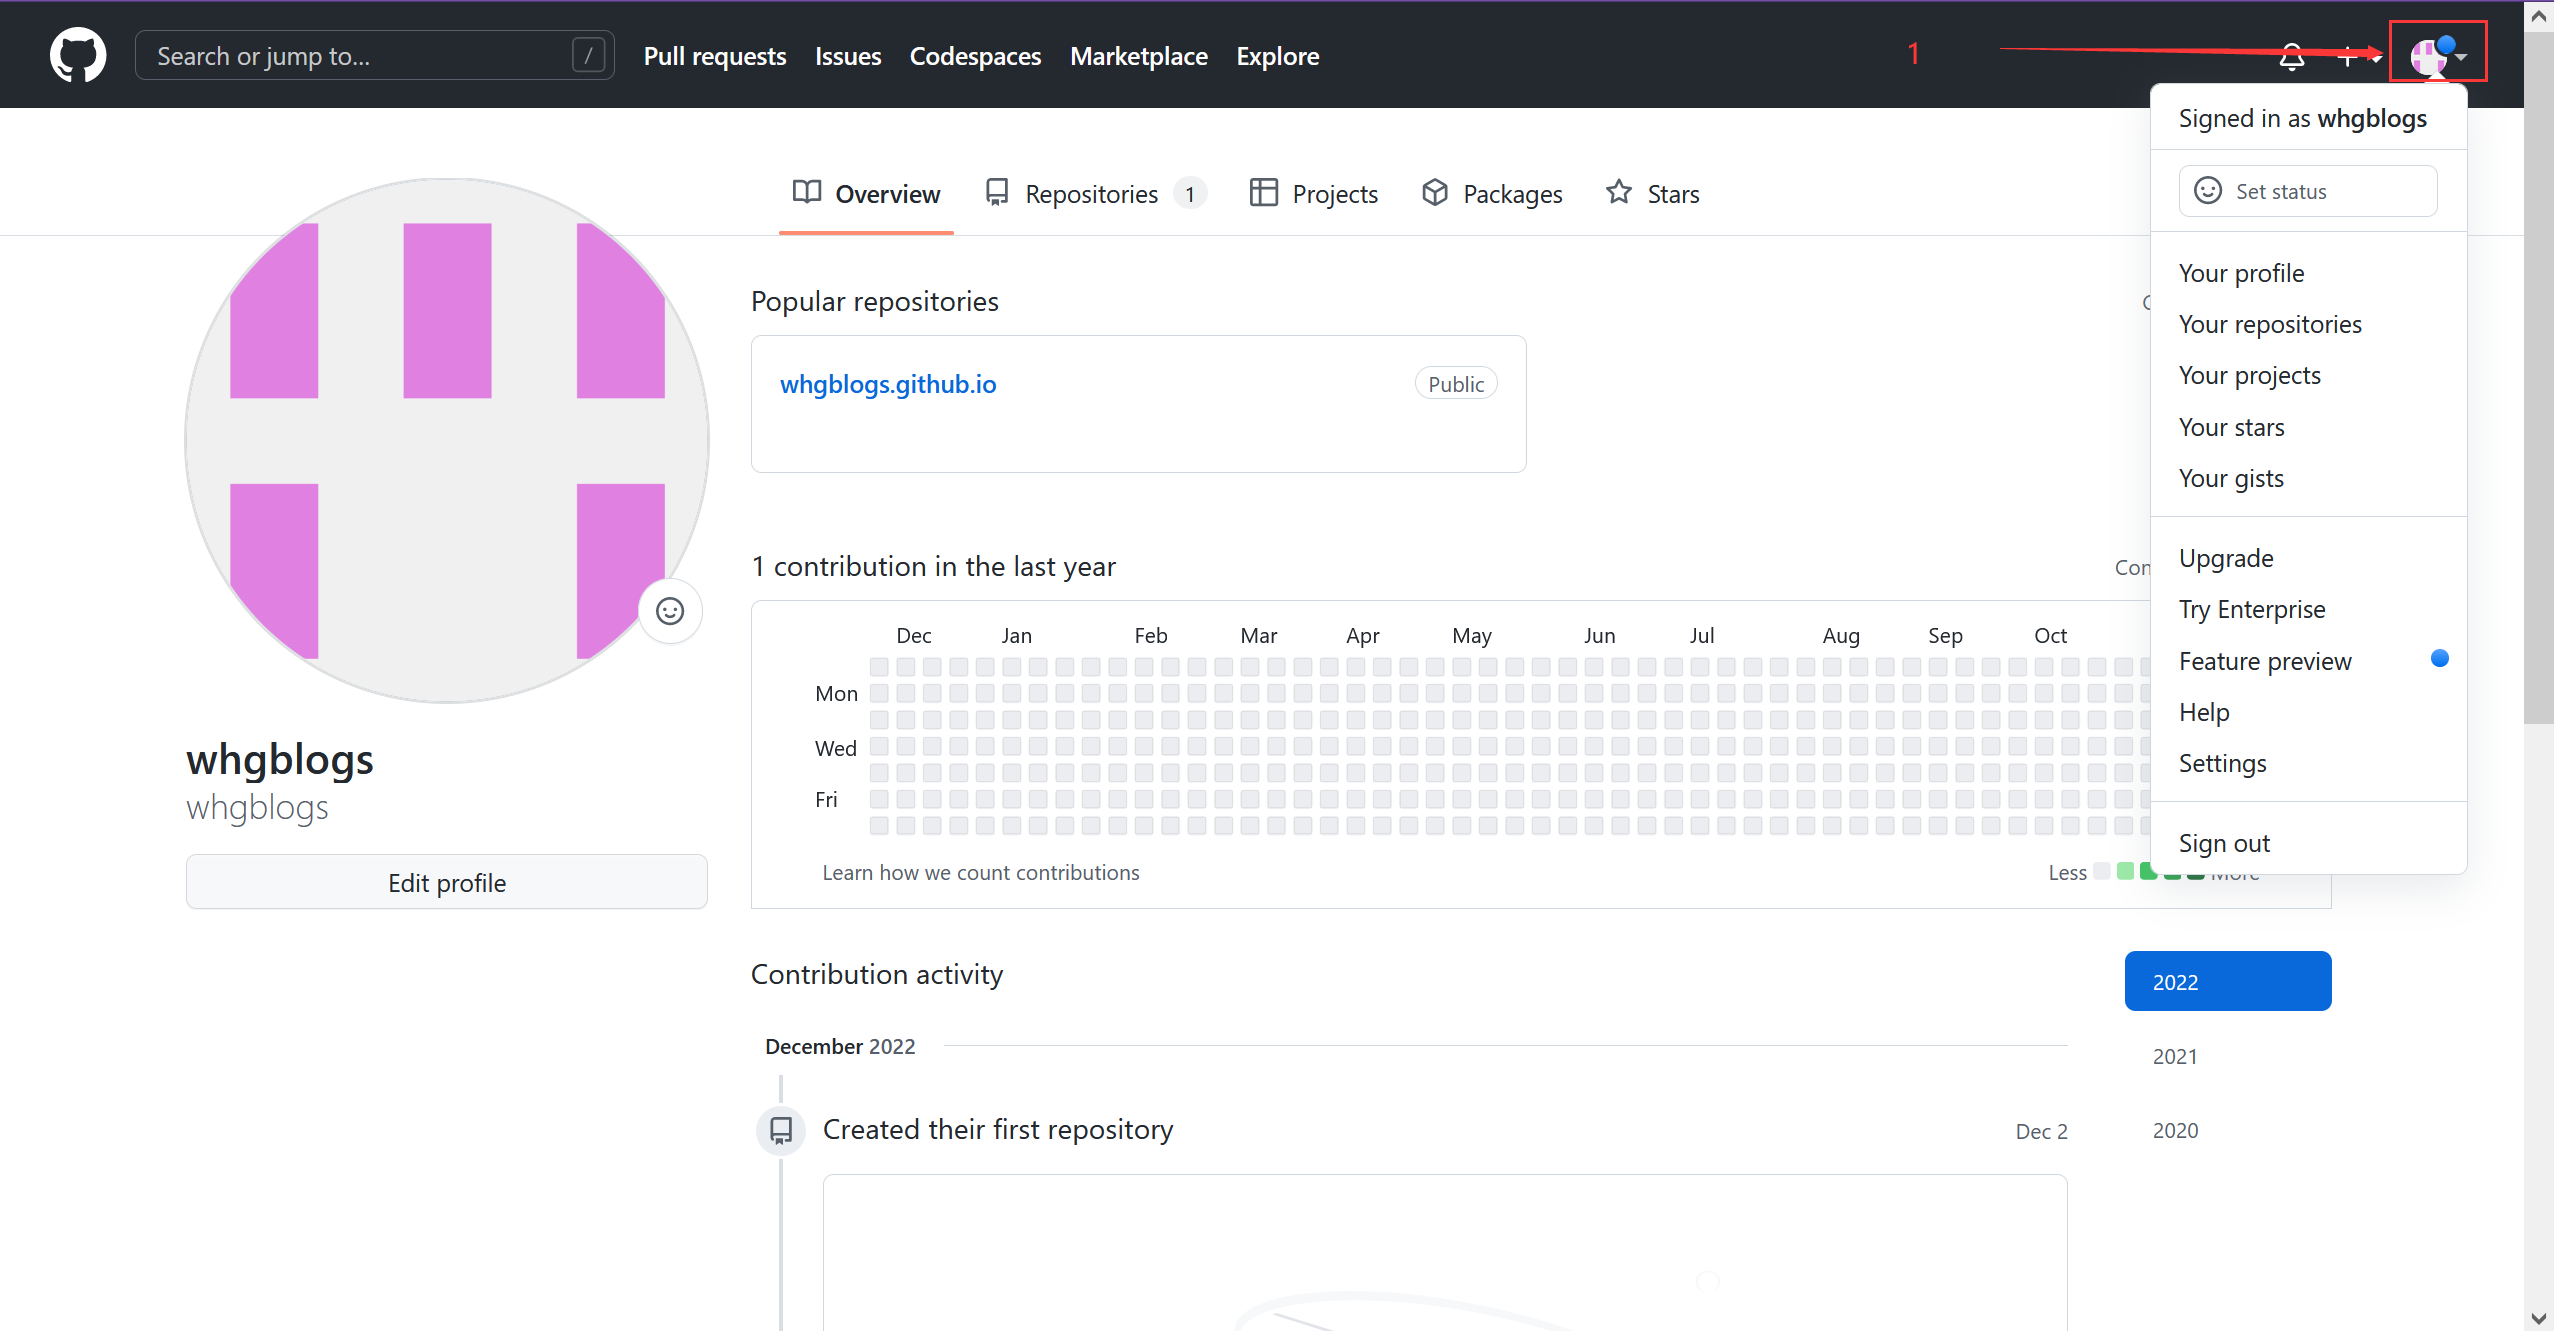 Search or jump to...
/
Pull requests
Issues
Codespaces
Marketplace
Explore
1
Signed in as whgblogs
Set status
Your profile
Your repositories
Your projects
Your stars
Your gists
Upgrade
Try Enterprise
Feature preview
Help
Settings
Sign out
Overview
Repositories 1
Projects
Packages
Stars
whgblogs
whgblogs
Edit profile
Popular repositories
whgblogs.github.io
Public
1 contribution in the last year
Dec Jan Feb Mar Apr May Jun Jul Aug Sep Oct
Mon
Wed
Fri
Learn how we count contributions
Less
More
Contribution activity
2022
2021
2020
December 2022
Created their first repository
Dec 2